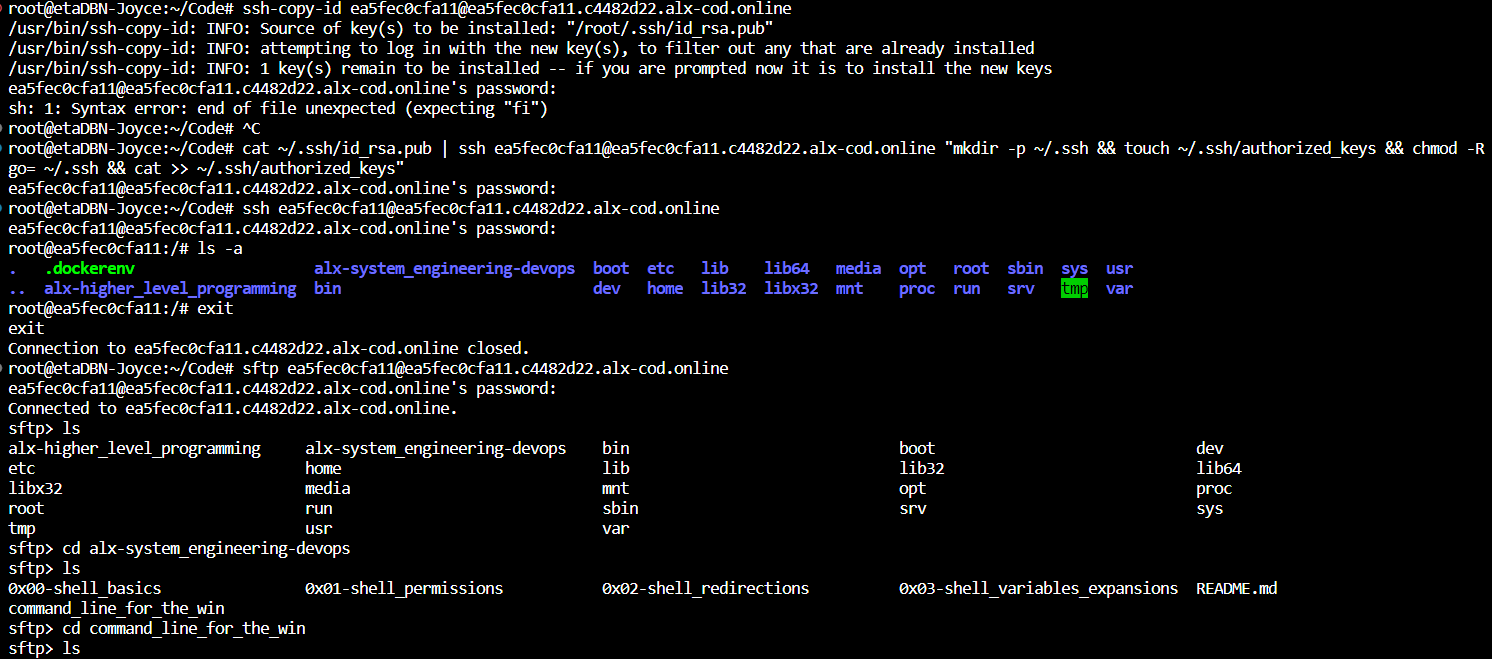 root@etaDBN-Joyce:~/Code# ssh-copy-id ea5fec0cfa11@ea5fec0cfa11.c4482d22.alx-cod.online
/usr/bin/ssh-copy-id: INFO: Source of key(s) to be installed: "/root/.ssh/id_rsa.pub"
/usr/bin/ssh-copy-id: INFO: attempting to log in with the new key(s), to filter out any that are already installed
/usr/bin/ssh-copy-id: INFO: 1 key(s) remain to be installed -- if you are prompted now it is to install the new keys
ea5fec0cfa11@ea5fec0cfa11.c4482d22.alx-cod.online's password:
sh: 1: Syntax error: end of file unexpected (expecting "fi")
root@etaDBN-Joyce:~/Code# ^C
root@etaDBN-Joyce:~/Code# cat ~/.ssh/id_rsa.pub | ssh ea5fec0cfa11@ea5fec0cfa11.c4482d22.alx-cod.online "mkdir -p ~/.ssh && touch ~/.ssh/authorized_keys && chmod -R
go= ~/.ssh && cat >> ~/.ssh/authorized_keys"
ea5fec0cfa11@ea5fec0cfa11.c4482d22.alx-cod.online's password:
root@etaDBN-Joyce:~/Code# ssh ea5fec0cfa11@ea5fec0cfa11.c4482d22.alx-cod.online
ea5fec0cfa11@ea5fec0cfa11.c4482d22.alx-cod.online's password:
root@ea5fec0cfa11:/# ls -a
. .dockerenv alx-system_engineering-devops boot etc lib lib64 media opt root sbin sys usr
.. alx-higher_level_programming bin dev home lib32 libx32 mnt proc run srv tmp var
root@ea5fec0cfa11:/# exit
exit
Connection to ea5fec0cfa11.c4482d22.alx-cod.online closed.
root@etaDBN-Joyce:~/Code# sftp ea5fec0cfa11@ea5fec0cfa11.c4482d22.alx-cod.online
ea5fec0cfa11@ea5fec0cfa11.c4482d22.alx-cod.online's password:
Connected to ea5fec0cfa11.c4482d22.alx-cod.online.
sftp> ls
alx-higher_level_programming alx-system_engineering-devops bin boot dev
etc home lib lib32 lib64
libx32 media mnt opt proc
root run sbin srv sys
tmp usr var
sftp> cd alx-system_engineering-devops
sftp> ls
0x00-shell_basics 0x01-shell_permissions 0x02-shell_redirections 0x03-shell_variables_expansions README.md
command_line_for_the_win
sftp> cd command_line_for_the_win
sftp> ls